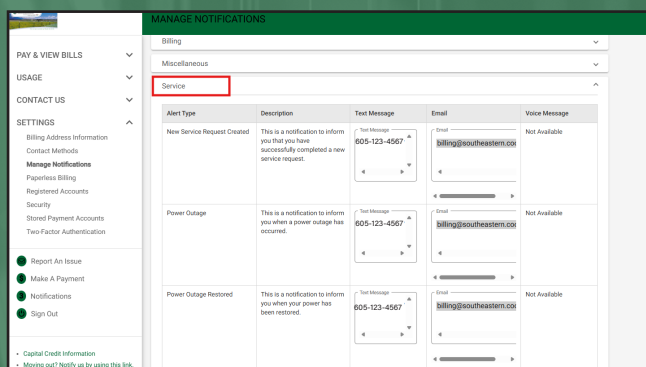 MANAGE NOTIFICATIONS
PAY & VIEW BILLS
USAGE
CONTACT US
SETTINGS
Billing Address Information
Contact Methods
Manage Notifications
Paperless Billing
Registered Accounts
Security
Stored Payment Accounts
Two-Factor Authentication
Report An Issue
$ Make A Payment
Notifications
Sign Out
• Capital Credit Information
• Moving out? Notify us by using this link.
Billing
Miscellaneous
Service
Alert Type Description Text Message Email Voice Message
New Service Request Created
This is a notification to inform
you that you have
successfully completed a new
service request.
Text Message
605-123-4567
Email
billing@southeastern.coo
Not Available
Power Outage
This is a notification to inform
you when a power outage has
occurred.
Text Message
605-123-4567
Email
billing@southeastern.coo
Not Available
Power Outage Restored
This is a notification to inform
you when your power has
been restored.
Text Message
605-123-4567
Email
billing@southeastern.coo
Not Available